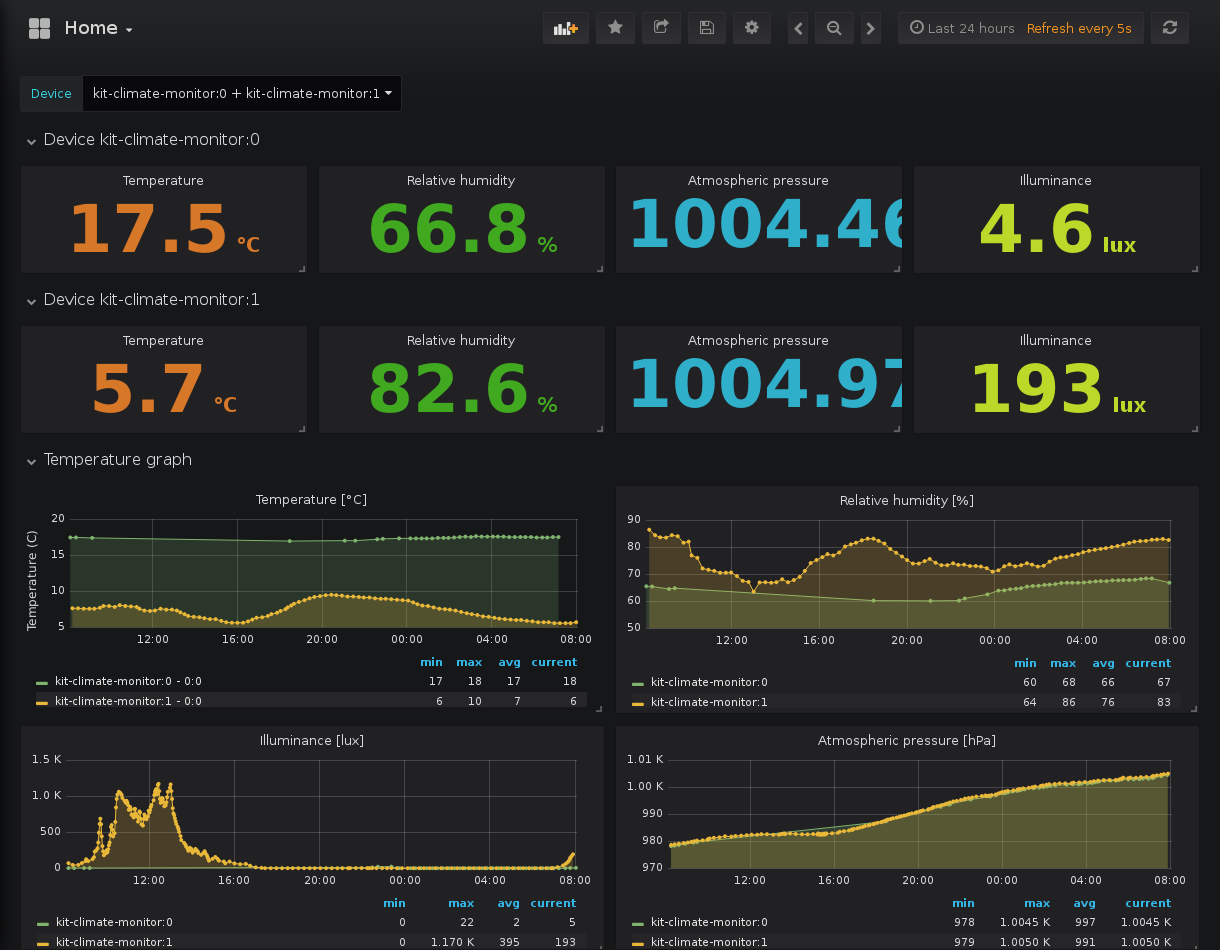 Home
Last 24 hours Refresh every 5s
Device kit-climate-monitor:0 + kit-climate-monitor:1
Device kit-climate-monitor:0
Temperature Relative humidity Atmospheric pressure Illuminance
17.5 °C 66.8 % 1004.46 4.6 lux
Device kit-climate-monitor:1
Temperature Relative humidity Atmospheric pressure Illuminance
5.7 °C 82.6 % 1004.97 193 lux
Temperature graph
Temperature [°C]
Temperature (C)
20
15
10
5
12:00 16:00 20:00 00:00 04:00 08:00
min max avg current
kit-climate-monitor:0 - 0:0 17 18 17 18
kit-climate-monitor:1 - 0:0 6 10 7 6
Relative humidity [%]
90
80
70
60
50
12:00 16:00 20:00 00:00 04:00 08:00
min max avg current
kit-climate-monitor:0 60 68 66 67
kit-climate-monitor:1 64 86 76 83
Illuminance [lux]
1.5 K
1.0 K
500
0
12:00 16:00 20:00 00:00 04:00 08:00
min max avg current
kit-climate-monitor:0 0 22 2 5
kit-climate-monitor:1 0 1.170 K 395 193
Atmospheric pressure [hPa]
1.01 K
1.00 K
990
980
970
12:00 16:00 20:00 00:00 04:00 08:00
min max avg current
kit-climate-monitor:0 978 1.0045 K 997 1.0045 K
kit-climate-monitor:1 979 1.0050 K 991 1.0050 K